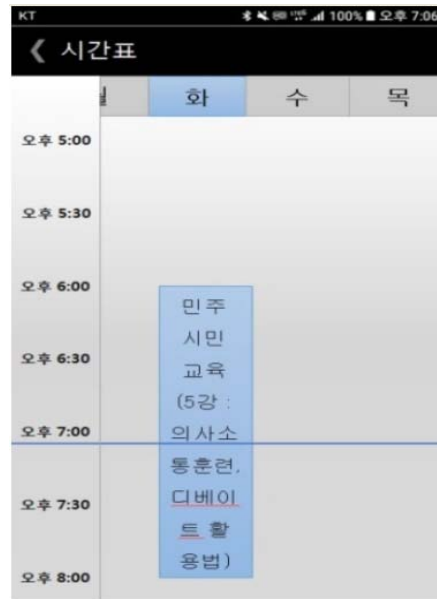 KT 100% 오후 7:06
시간표
화 수 목
오후 5:00
오후 5:30
오후 6:00
민주
시민
오후 6:30
교육
(5강 :
오후 7:00
의사소
통훈련,
디베이
오후 7:30
트 활
용법)
오후 8:00